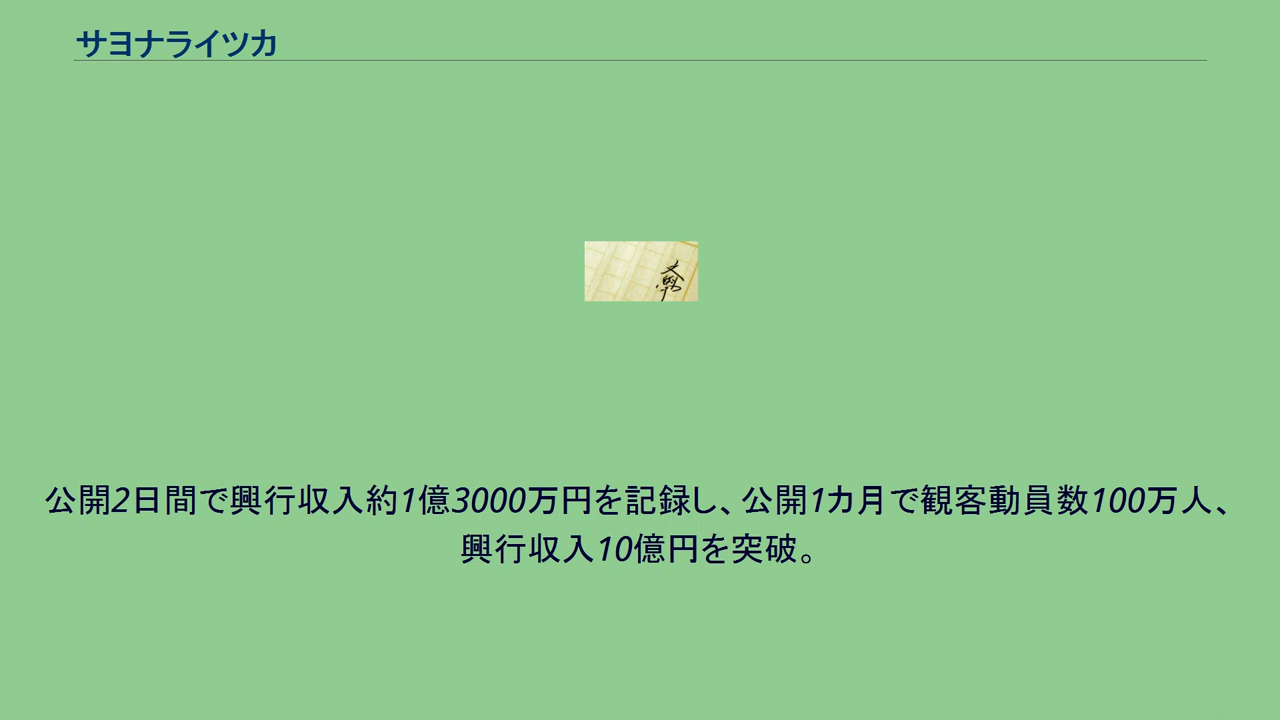 サヨナライツカ
公開2日間で興行収入約1億3000万円を記録し、公開1カ月で観客動員数100万人、
興行収入10億円を突破。